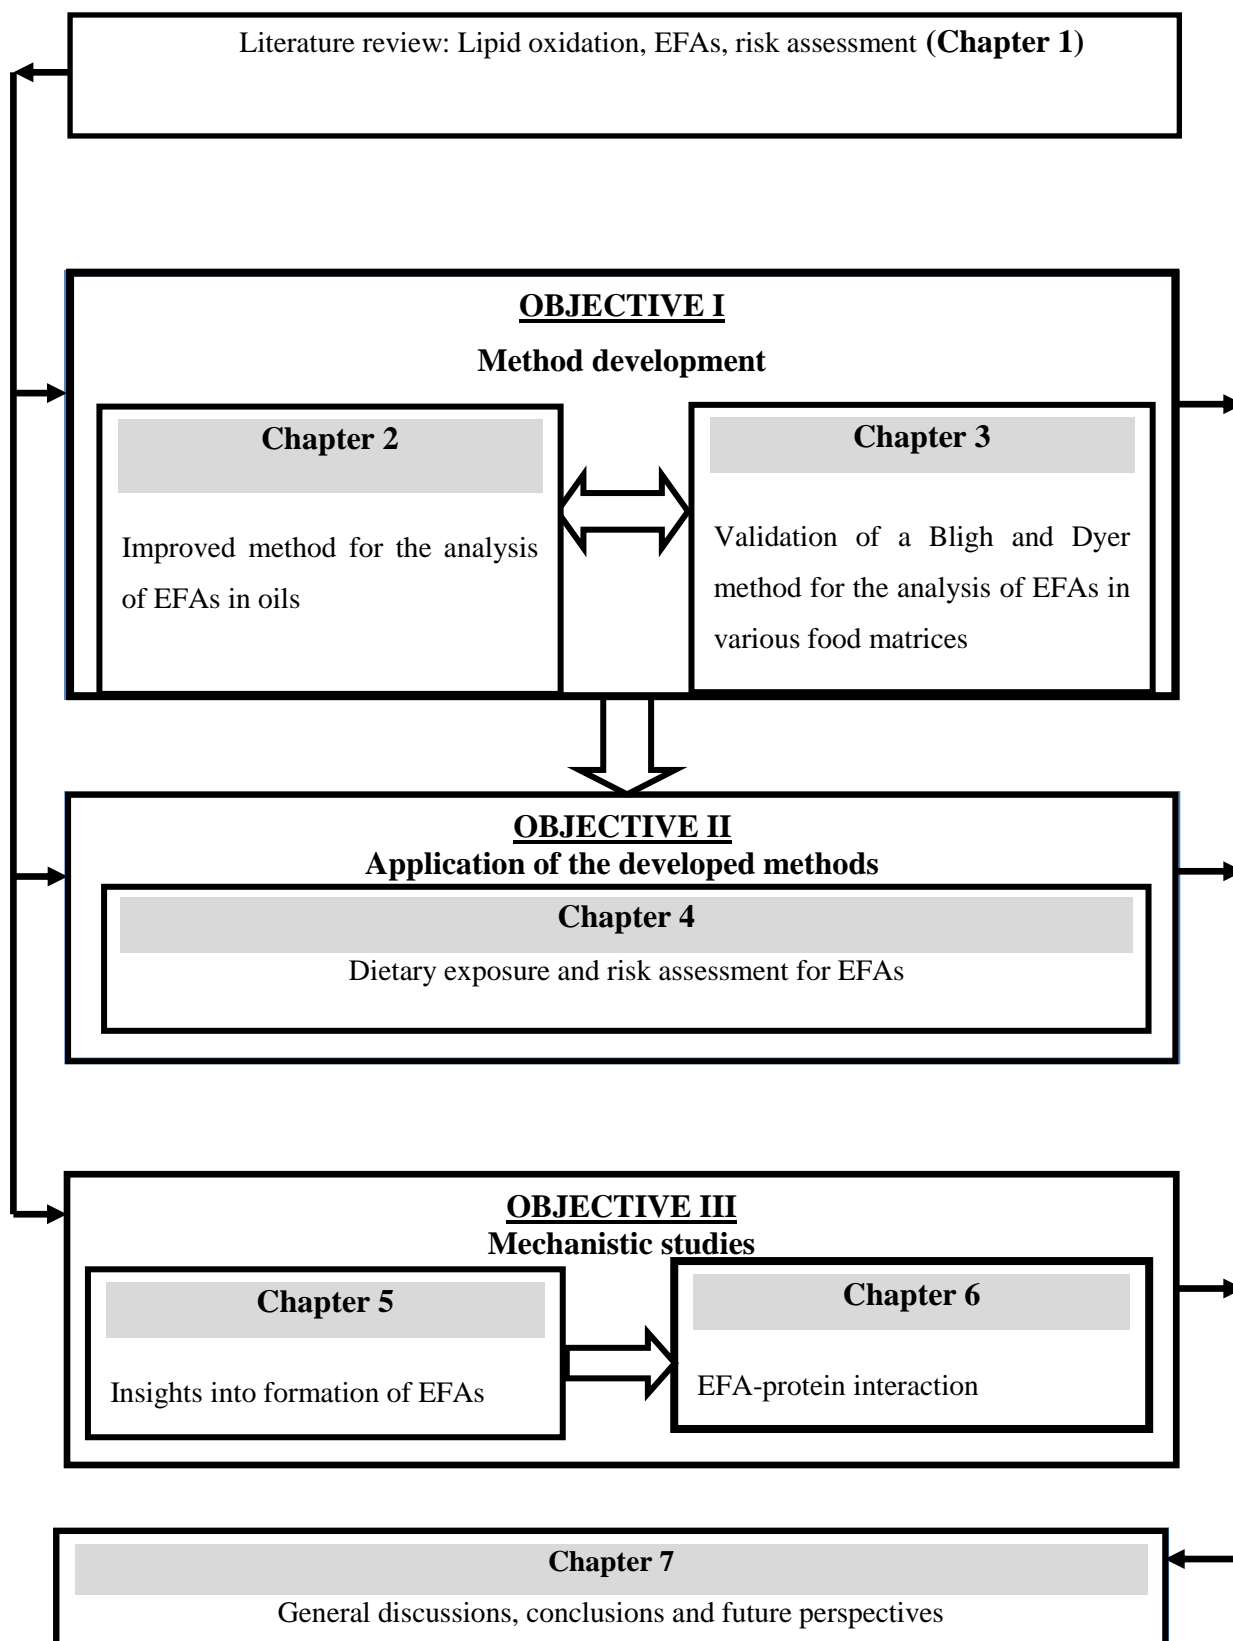 Literature review: Lipid oxidation, EFAs, risk assessment (Chapter 1)
OBJECTIVE I
Method development
Chapter 2
Improved method for the analysis
of EFAs in oils
Chapter 3
Validation of a Bligh and Dyer
method for the analysis of EFAs in
various food matrices
OBJECTIVE II
Application of the developed methods
Chapter 4
Dietary exposure and risk assessment for EFAs
OBJECTIVE III
Mechanistic studies
Chapter 5
Insights into formation of EFAs
Chapter 6
EFA-protein interaction
Chapter 7
General discussions, conclusions and future perspectives